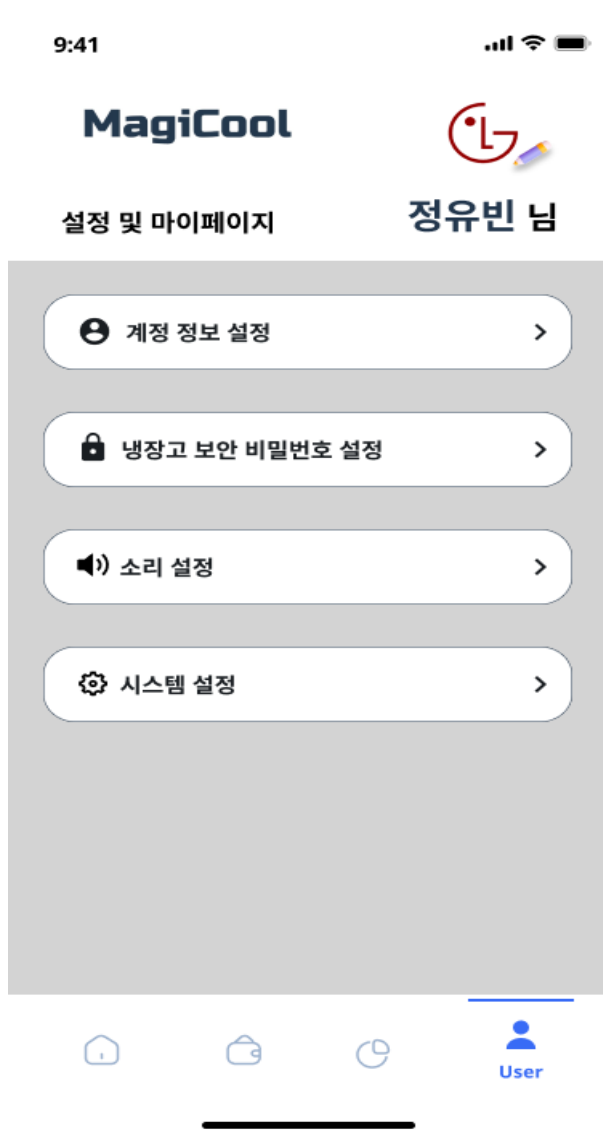 9:41
MagiCool
설정 및 마이페이지
정유빈 님
계정 정보 설정
냉장고 보안 비밀번호 설정
소리 설정
시스템 설정
User